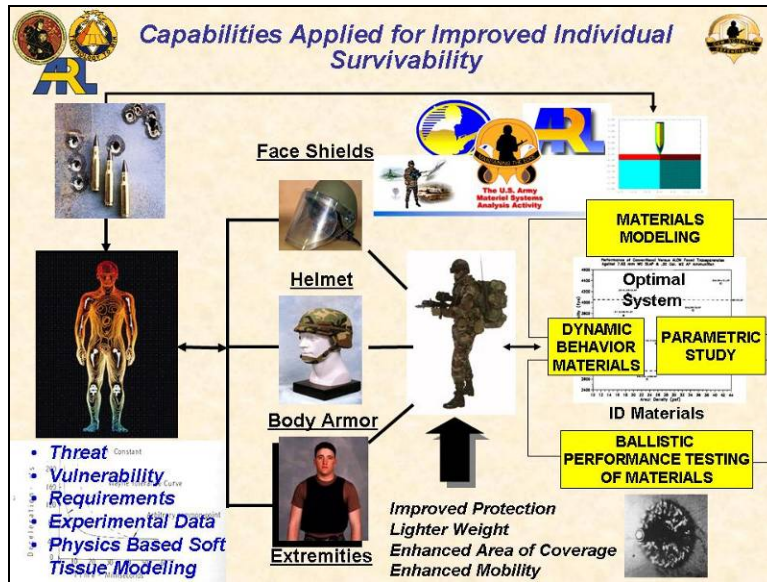 Capabilities Applied for Improved Individual
Survivability
ARL
ARL
Face Shields
The U.S. Army
Materiel Systems
Analysis Activity
MATERIALS
MODELING
Helmet
Optimal
System
DYNAMIC
BEHAVIOR
MATERIALS
PARAMETRIC
STUDY
ID Materials
Body Armor
BALLISTIC
PERFORMANCE TESTING
OF MATERIALS
• Threat
Constant
• Vulnerability
• Requirements
• Experimental Data
• Physics Based Soft
Tissue Modeling
Extremities
Improved Protection
Lighter Weight
Enhanced Area of Coverage
Enhanced Mobility